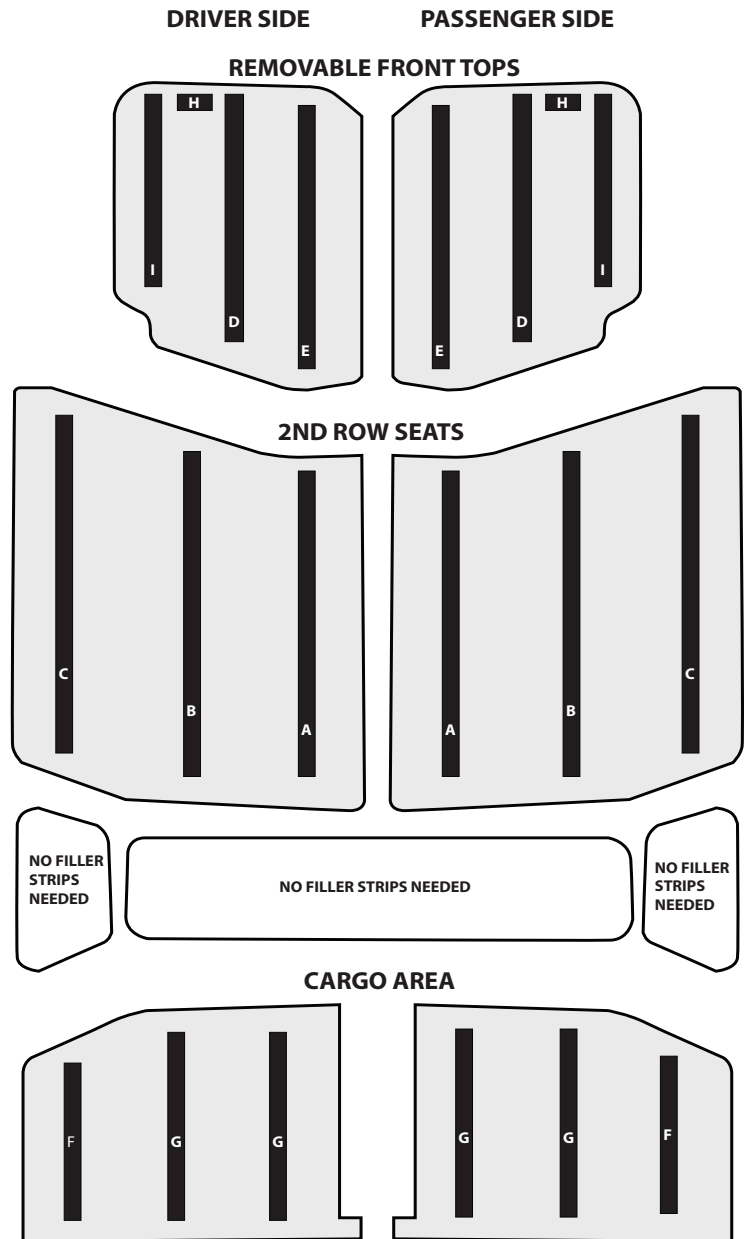 DRIVER SIDE
PASSENGER SIDE
REMOVABLE FRONT TOPS
H
H
I
I
D
D
E
E
2ND ROW SEATS
C
C
B
B
A
A
NO FILLER
STRIPS
NEEDED
NO FILLER STRIPS NEEDED
NO FILLER
STRIPS
NEEDED
CARGO AREA
F
G
G
G
G
F